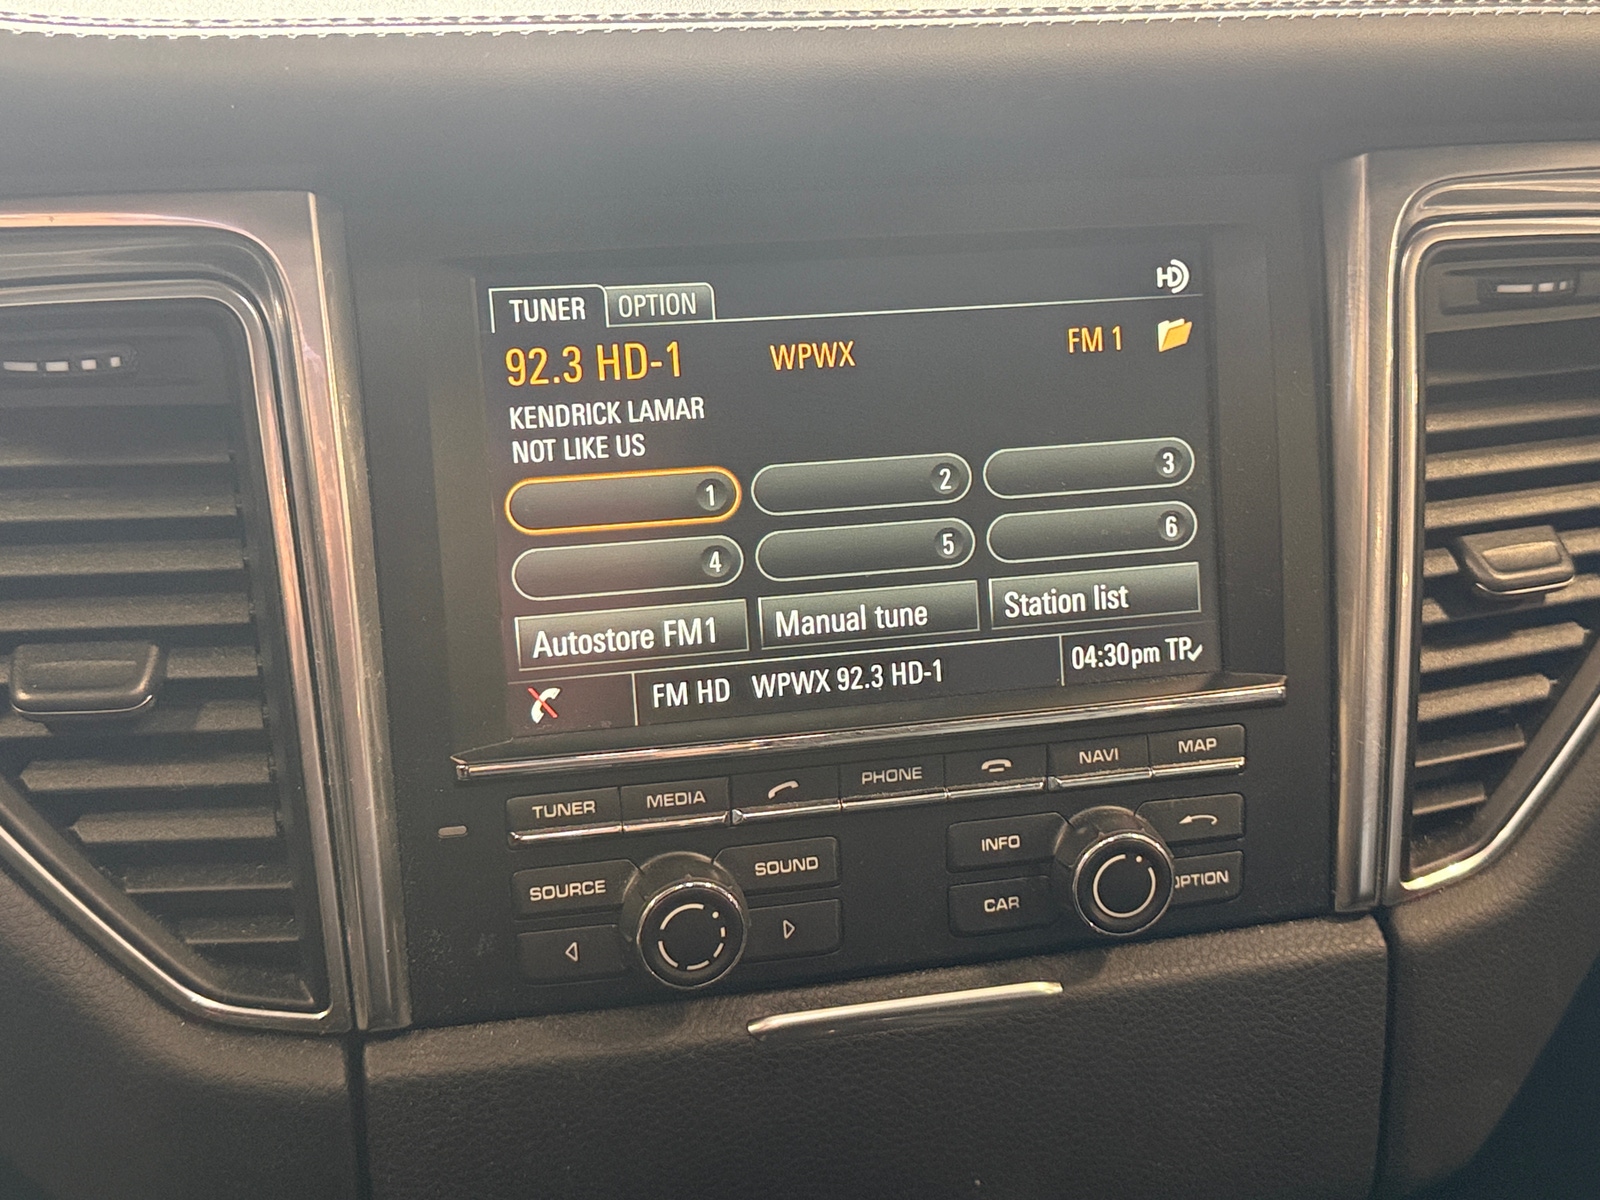 HD
TUNER OPTION
92.3 HD-1 WPWX FM 1
KENDRICK LAMAR
NOT LIKE US
1 2 3
4 5 6
Autostore FM1 Manual tune Station list
FM HD WPWX 92.3 HD-1 04:30pm TP
TUNER MEDIA PHONE NAVI MAP
SOURCE SOUND INFO
CAR OPTION